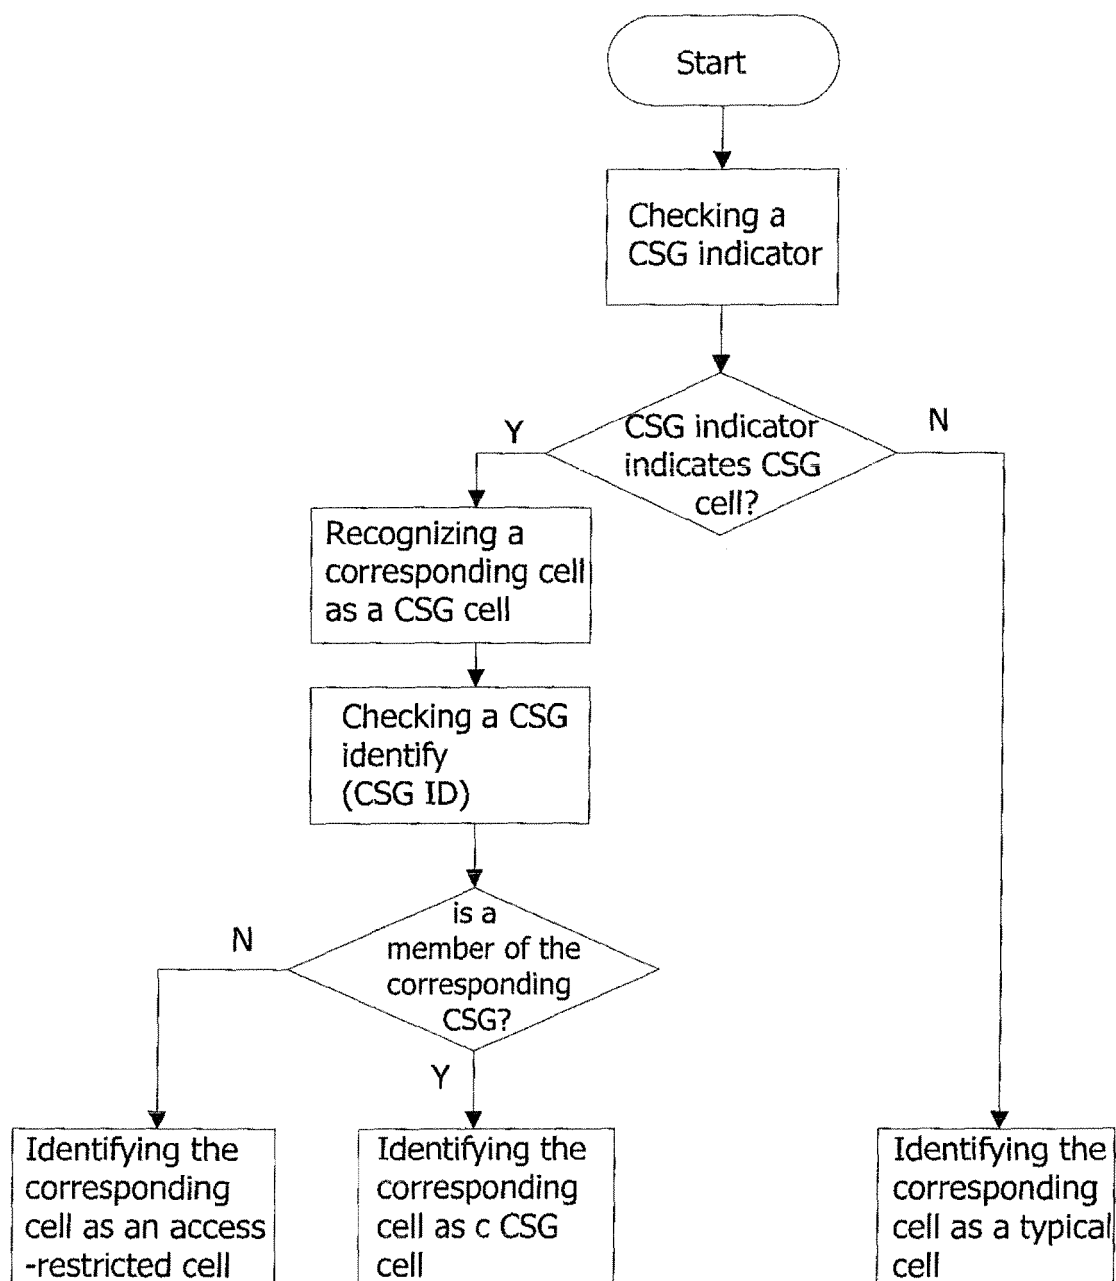 Start
Checking a
CSG indicator
CSG indicator
indicates CSG
cell?
Y
N
Recognizing a
corresponding cell
as a CSG cell
Checking a CSG
identify
(CSG ID)
is a
member of the
corresponding
CSG?
N
Y
Identifying the
corresponding
cell as an access
-restricted cell
Identifying the
corresponding
cell as c CSG
cell
Identifying the
corresponding
cell as a typical
cell